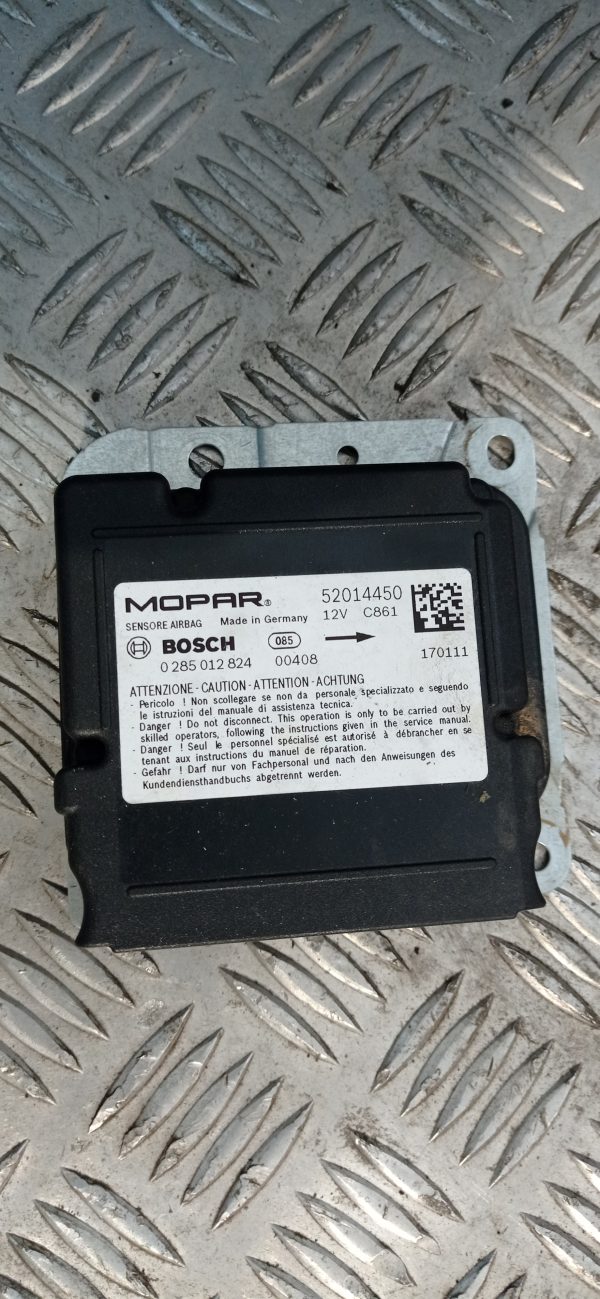 MOPAR® 52014450
SENSORE AIRBAG Made in Germany 12V C861
BOSCH 085
0 285 012 824 00408 170111
ATTENZIONE - CAUTION - ATTENTION - ACHTUNG
- Pericolo ! Non scollegare se non da personale specializzato e seguendo
le istruzioni del manuale di assistenza tecnica.
- Danger ! Do not disconnect. This operation is only to be carried out by
skilled operators, following the instructions given in the service manual.
- Danger ! Seul le personnel spécialisé est autorisé à débrancher en se
tenant aux instructions du manuel de réparation.
- Gefahr ! Darf nur von Fachpersonal und nach den Anweisungen des
Kundendiensthandbuchs abgetrennt werden.